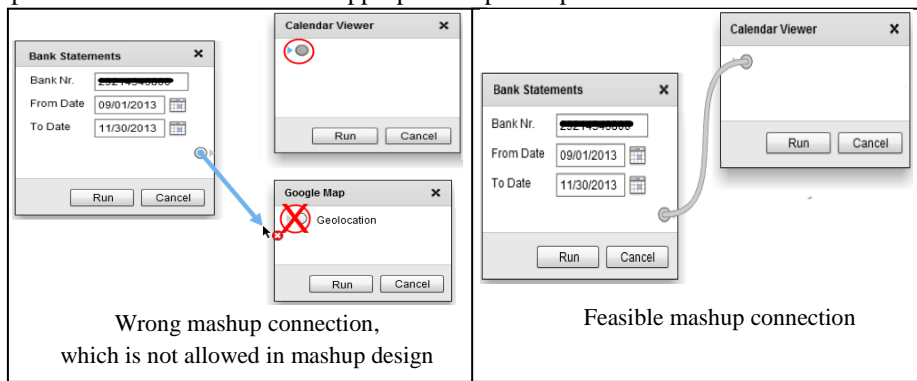 Calendar Viewer
Bank Statements
Bank Nr.
From Date 09/01/2013
To Date 11/30/2013
Run Cancel
Run Cancel
Google Map
Geolocation
Run Cancel
Wrong mashup connection,
which is not allowed in mashup design
Calendar Viewer
Bank Statements
Bank Nr.
From Date 09/01/2013
To Date 11/30/2013
Run Cancel
Run Cancel
Feasible mashup connection